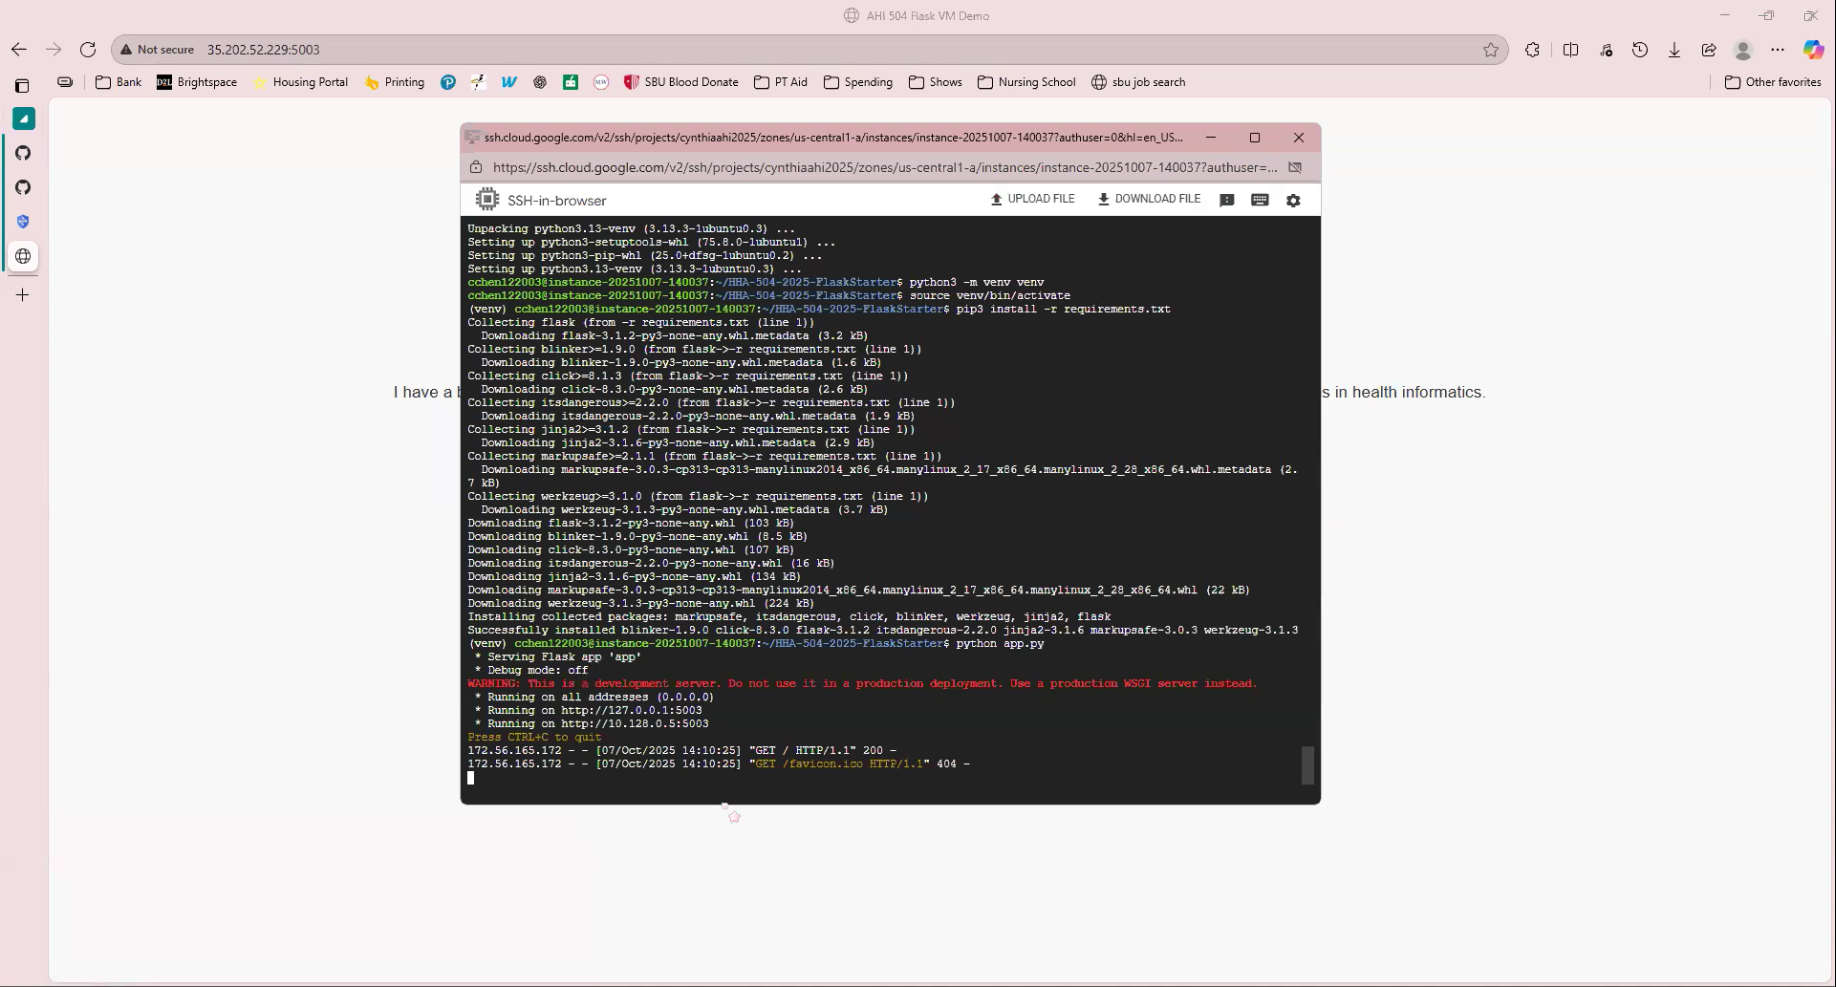 AHI 504 Flask VM Demo
Not secure 35.202.52.229:5003
Bank Brightspace Housing Portal Printing SBU Blood Donate PT Aid Spending Shows Nursing School sbu job search Other favorites
ssh.cloud.google.com/v2/ssh/projects/cynthiaahi2025/zones/us-central1-a/instances/instance-20251007-140037?authuser=0&hl=en_US...
https://ssh.cloud.google.com/v2/ssh/projects/cynthiaahi2025/zones/us-central1-a/instances/instance-20251007-140037?authuser=...
SSH-in-browser UPLOAD FILE DOWNLOAD FILE
Unpacking python3.13-venv (3.13.3-1ubuntu0.3) ...
Setting up python3-setuptools-whl (75.8.0-1ubuntu1) ...
Setting up python3-pip-whl (25.0+dfsg-1ubuntu0.2) ...
Setting up python3.13-venv (3.13.3-1ubuntu0.3) ...
cchen122003@instance-20251007-140037:~/HHA-504-2025-FlaskStarter$ python3 -m venv venv
cchen122003@instance-20251007-140037:~/HHA-504-2025-FlaskStarter$ source venv/bin/activate
(venv) cchen122003@instance-20251007-140037:~/HHA-504-2025-FlaskStarter$ pip3 install -r requirements.txt
Collecting flask (from -r requirements.txt (line 1))
Downloading flask-3.1.2-py3-none-any.whl.metadata (3.2 kB)
Collecting blinker>=1.9.0 (from flask->-r requirements.txt (line 1))
Downloading blinker-1.9.0-py3-none-any.whl.metadata (1.6 kB)
Collecting click>=8.1.3 (from flask->-r requirements.txt (line 1))
Downloading click-8.3.0-py3-none-any.whl.metadata (2.6 kB)
I have a b
s in health informatics.
Collecting itsdangerous>=2.2.0 (from flask->-r requirements.txt (line 1))
Downloading itsdangerous-2.2.0-py3-none-any.whl.metadata (1.9 kB)
Collecting jinja2>=3.1.2 (from flask->-r requirements.txt (line 1))
Downloading jinja2-3.1.6-py3-none-any.whl.metadata (2.9 kB)
Collecting markupsafe>=2.1.1 (from flask->-r requirements.txt (line 1))
Downloading markupsafe-3.0.3-cp313-cp313-manylinux2014_x86_64.manylinux_2_17_x86_64.manylinux_2_28_x86_64.whl.metadata (2.
7 kB)
Collecting werkzeug>=3.1.0 (from flask->-r requirements.txt (line 1))
Downloading werkzeug-3.1.3-py3-none-any.whl.metadata (3.7 kB)
Downloading flask-3.1.2-py3-none-any.whl (103 kB)
Downloading blinker-1.9.0-py3-none-any.whl (8.5 kB)
Downloading click-8.3.0-py3-none-any.whl (107 kB)
Downloading itsdangerous-2.2.0-py3-none-any.whl (16 kB)
Downloading jinja2-3.1.6-py3-none-any.whl (134 kB)
Downloading markupsafe-3.0.3-cp313-cp313-manylinux2014_x86_64.manylinux_2_17_x86_64.manylinux_2_28_x86_64.whl (22 kB)
Downloading werkzeug-3.1.3-py3-none-any.whl (224 kB)
Installing collected packages: markupsafe, itsdangerous, click, blinker, werkzeug, jinja2, flask
Successfully installed blinker-1.9.0 click-8.3.0 flask-3.1.2 itsdangerous-2.2.0 jinja2-3.1.6 markupsafe-3.0.3 werkzeug-3.1.3
(venv) cchen122003@instance-20251007-140037:~/HHA-504-2025-FlaskStarter$ python app.py
* Serving Flask app 'app'
* Debug mode: off
WARNING: This is a development server. Do not use it in a production deployment. Use a production WSGI server instead.
* Running on all addresses (0.0.0.0)
* Running on http://127.0.0.1:5003
* Running on http://10.128.0.5:5003
Press CTRL+C to quit
172.56.165.172 - - [07/Oct/2025 14:10:25] "GET / HTTP/1.1" 200 -
172.56.165.172 - - [07/Oct/2025 14:10:25] "GET /favicon.ico HTTP/1.1" 404 -